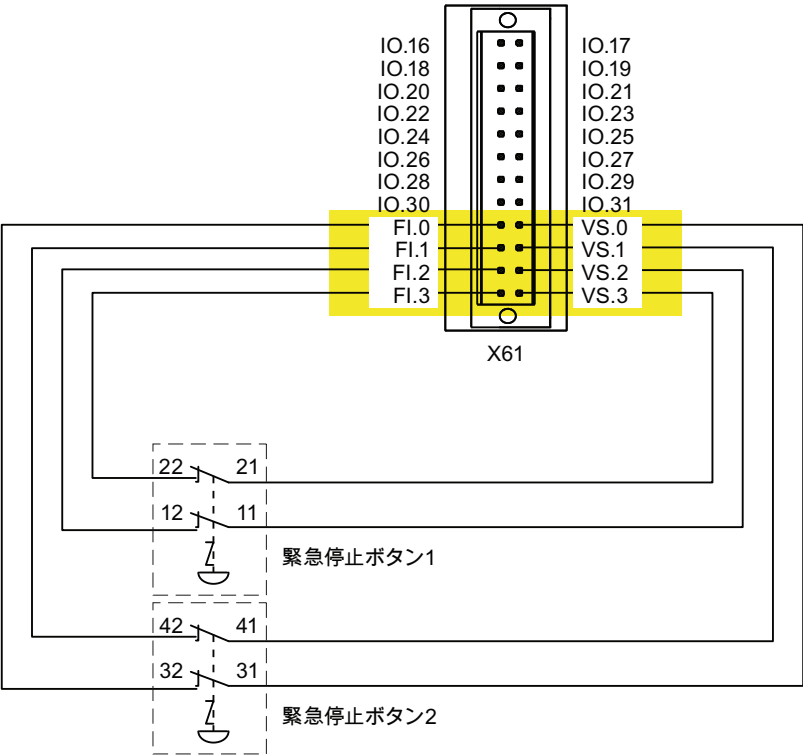 IO.16 IO.17
IO.18 IO.19
IO.20 IO.21
IO.22 IO.23
IO.24 IO.25
IO.26 IO.27
IO.28 IO.29
IO.30 IO.31
FI.0 VS.0
FI.1 VS.1
FI.2 VS.2
FI.3 VS.3
X61
22 21
12 11
緊急停止ボタン1
42 41
32 31
緊急停止ボタン2